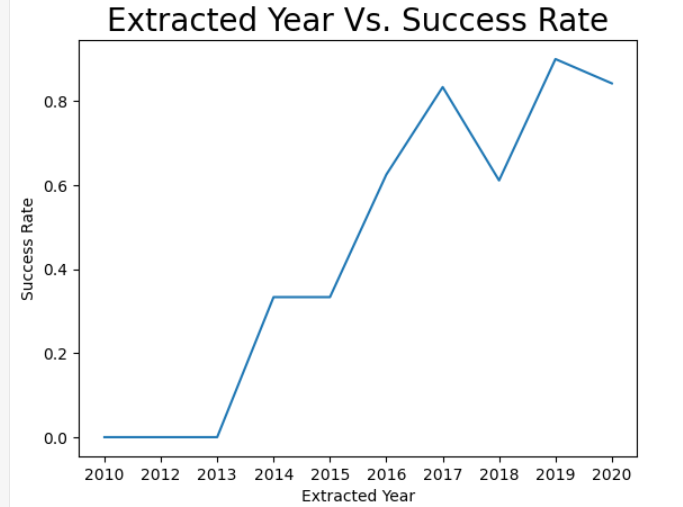 Extracted Year Vs. Success Rate
0.8
0.6
0.4
0.2
0.0
Success Rate
2010 2012 2013 2014 2015 2016 2017 2018 2019 2020
Extracted Year